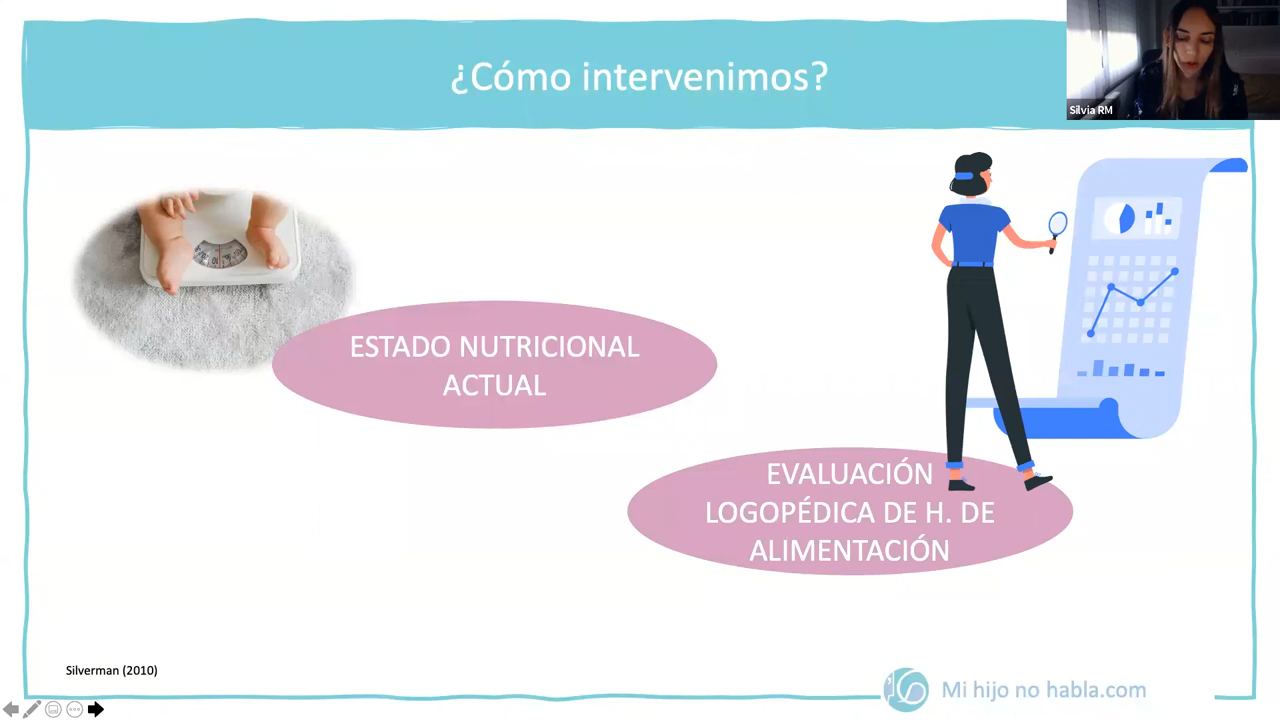 ¿Cómo intervenimos?
Silvia RM
ESTADO NUTRICIONAL
ACTUAL
EVALUACIÓN
LOGOPÉDICA DE H. DE
ALIMENTACIÓN
Silverman (2010)
Mi hijo no habla.com